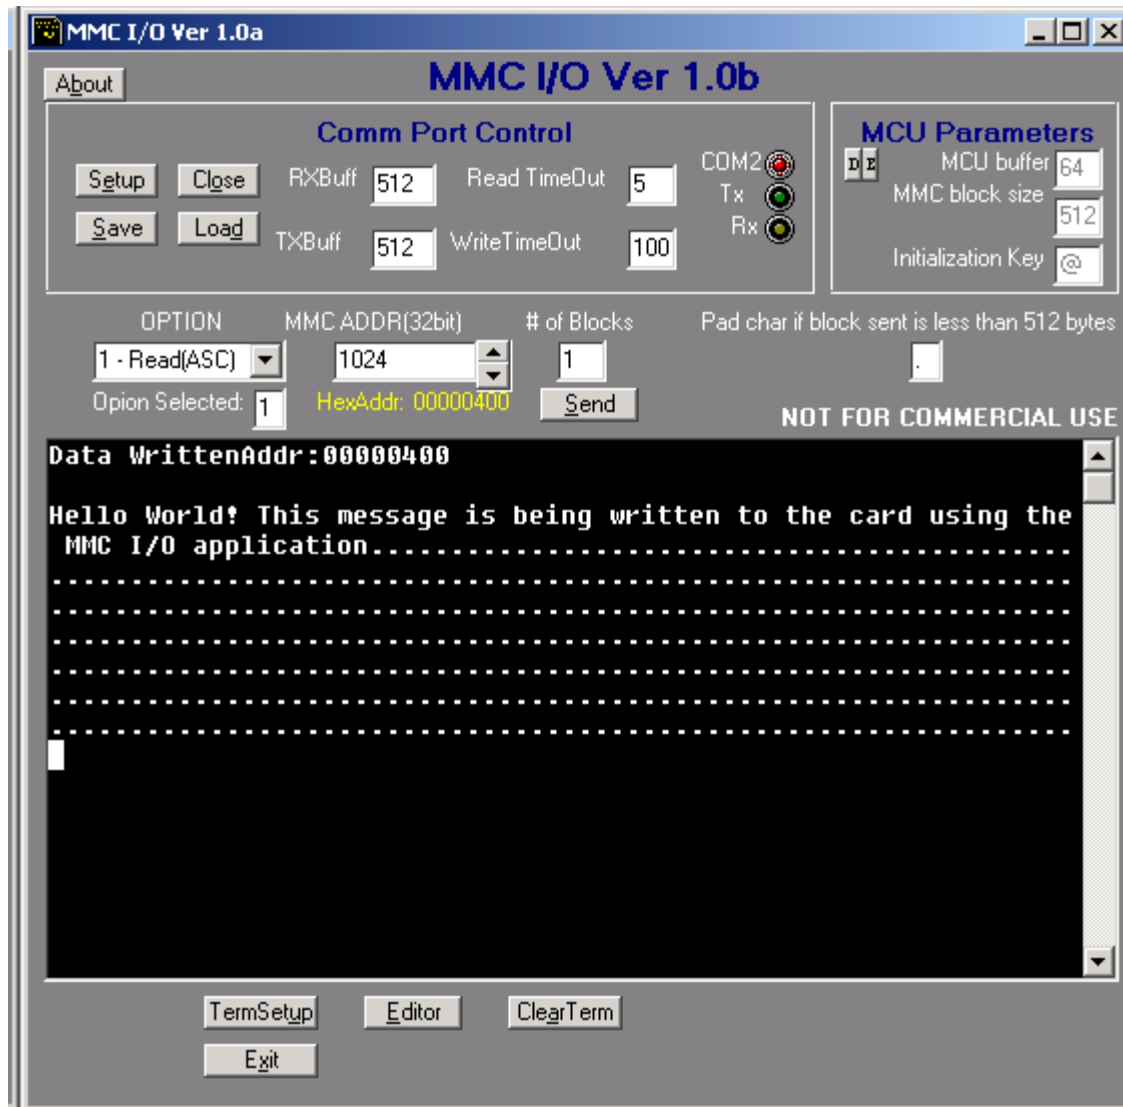 MMC I/O Ver 1.0a
About
MMC I/O Ver 1.0b
Comm Port Control
Setup Close RXBuff 512 Read TimeOut 5 COM2
Tx
Save Load TXBuff 512 WriteTimeOut 100 Rx
MCU Parameters
D E MCU buffer 64
MMC block size 512
Initialization Key @
OPTION MMC ADDR(32bit) # of Blocks Pad char if block sent is less than 512 bytes
1 - Read(ASC) 1024 1 .
Opion Selected: 1 HexAddr: 00000400 Send
NOT FOR COMMERCIAL USE
Data WrittenAddr:00000400
Hello World! This message is being written to the card using the
MMC I/O application............................................
................................................................
................................................................
................................................................
................................................................
................................................................
................................................................
TermSetup Editor ClearTerm
Exit